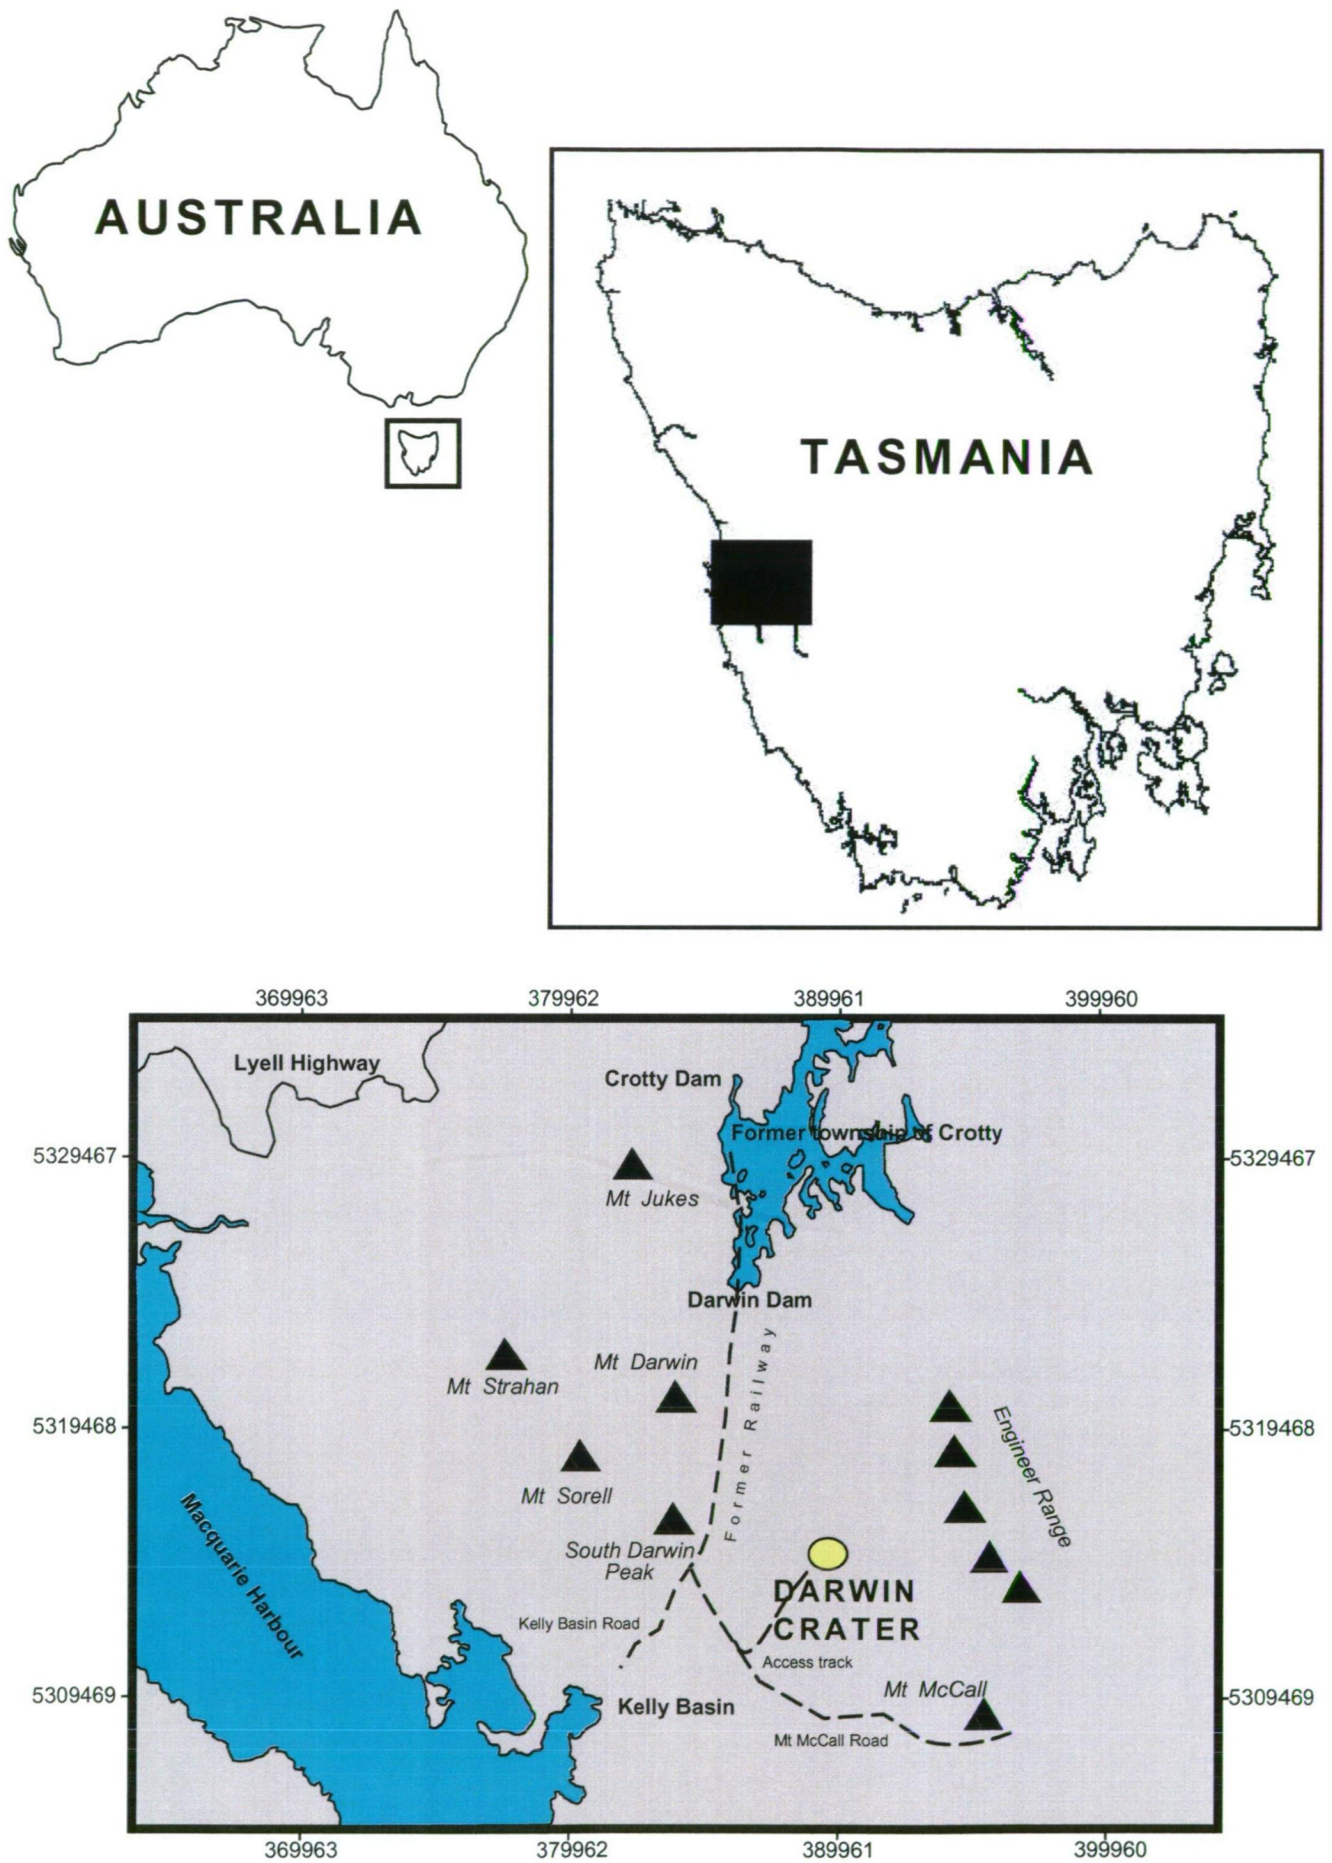 AUSTRALIA
TASMANIA
369963
379962
389961
399960
Lyell Highway
Crotty Dam
Former township of Crotty
5329467
5329467
Mt Jukes
Darwin Dam
Mt Darwin
Mt Strahan
Former Railway
5319468
5319468
Engineer Range
Mt Sorell
Macquarie Harbour
South Darwin
Peak
DARWIN
CRATER
Kelly Basin Road
Access track
Mt McCall
5309469
5309469
Kelly Basin
Mt McCall Road
369963
379962
389961
399960